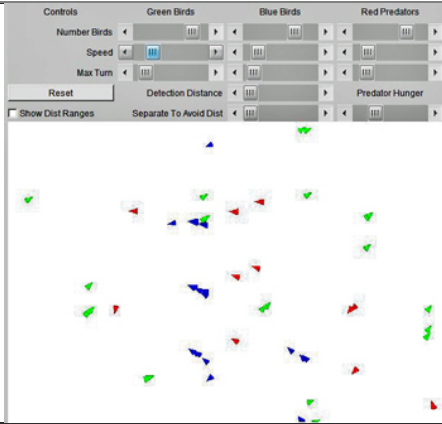 Controls Green Birds Blue Birds Red Predators
Number Birds
Speed
Max Turn
Reset Detection Distance Predator Hunger
Show Dist Ranges Separate To Avoid Dist